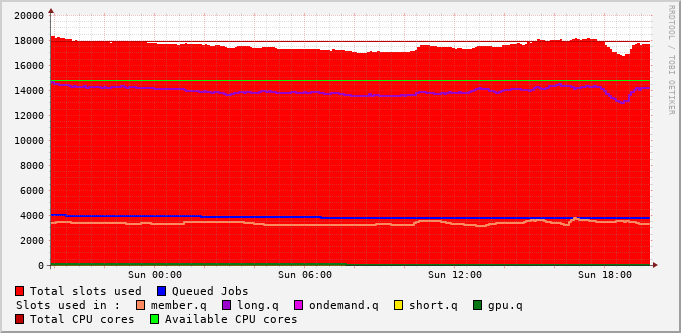 RRDTOOL / TOBI OETIKER
20000
18000
16000
14000
12000
10000
8000
6000
4000
2000
0
Sun 00:00 Sun 06:00 Sun 12:00 Sun 18:00
Total slots used Queued Jobs
Slots used in : member.q long.q ondemand.q short.q gpu.q
Total CPU cores Available CPU cores